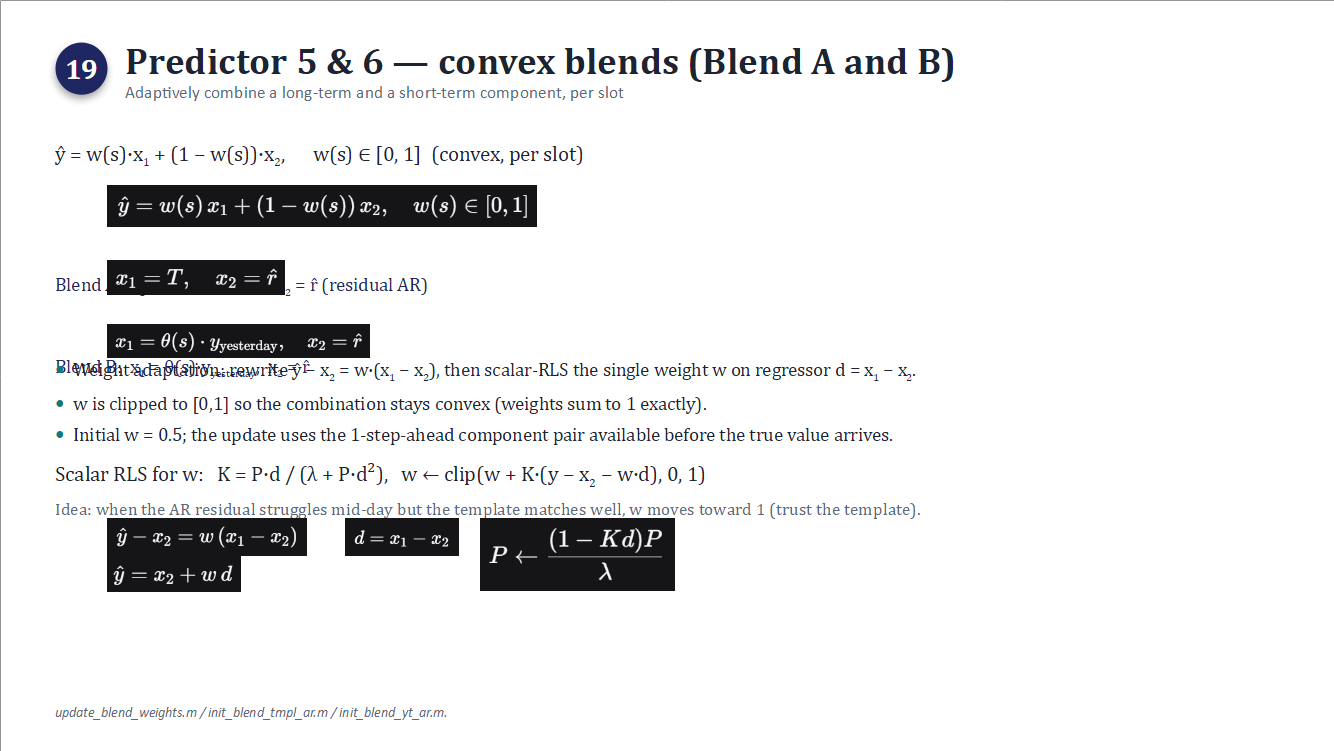 19
Predictor 5 & 6 — convex blends (Blend A and B)
Adaptively combine a long-term and a short-term component, per slot
ŷ = w(s)·x₁ + (1 − w(s))·x₂, w(s) ∈ [0, 1] (convex, per slot)
ŷ = w(s) x₁ + (1 − w(s)) x₂, w(s) ∈ [0, 1]
x₁ = T, x₂ = r̂
Blend ₂ = r̂ (residual AR)
x₁ = θ(s) · y_yesterday, x₂ = r̂
Blend B: x₁ = θ(s)·y_yesterday, x₂ = r̂
• Weight adaptation: rewrite ŷ − x₂ = w·(x₁ − x₂), then scalar-RLS the single weight w on regressor d = x₁ − x₂.
• w is clipped to [0,1] so the combination stays convex (weights sum to 1 exactly).
• Initial w = 0.5; the update uses the 1-step-ahead component pair available before the true value arrives.
Scalar RLS for w: K = P·d / (λ + P·d²), w ← clip(w + K·(y − x₂ − w·d), 0, 1)
Idea: when the AR residual struggles mid-day but the template matches well, w moves toward 1 (trust the template).
ŷ − x₂ = w (x₁ − x₂)
ŷ = x₂ + w d
d = x₁ − x₂
P ← (1 − Kd)P / λ
update_blend_weights.m / init_blend_tmpl_ar.m / init_blend_yt_ar.m.